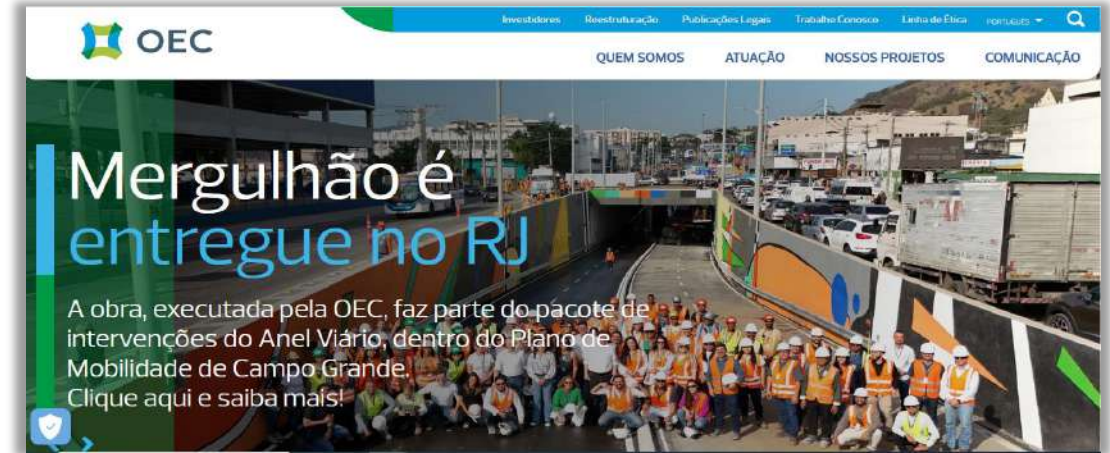 Investidores Reestruturação Publicações Legais Trabalhe Conosco Linha de Ética PORTUGUÊS
OEC
QUEM SOMOS ATUAÇÃO NOSSOS PROJETOS COMUNICAÇÃO
Mergulhão é
entregue no RJ
A obra, executada pela OEC, faz parte do pacote de
intervenções do Anel Viário, dentro do Plano de
Mobilidade de Campo Grande.
Clique aqui e saiba mais!